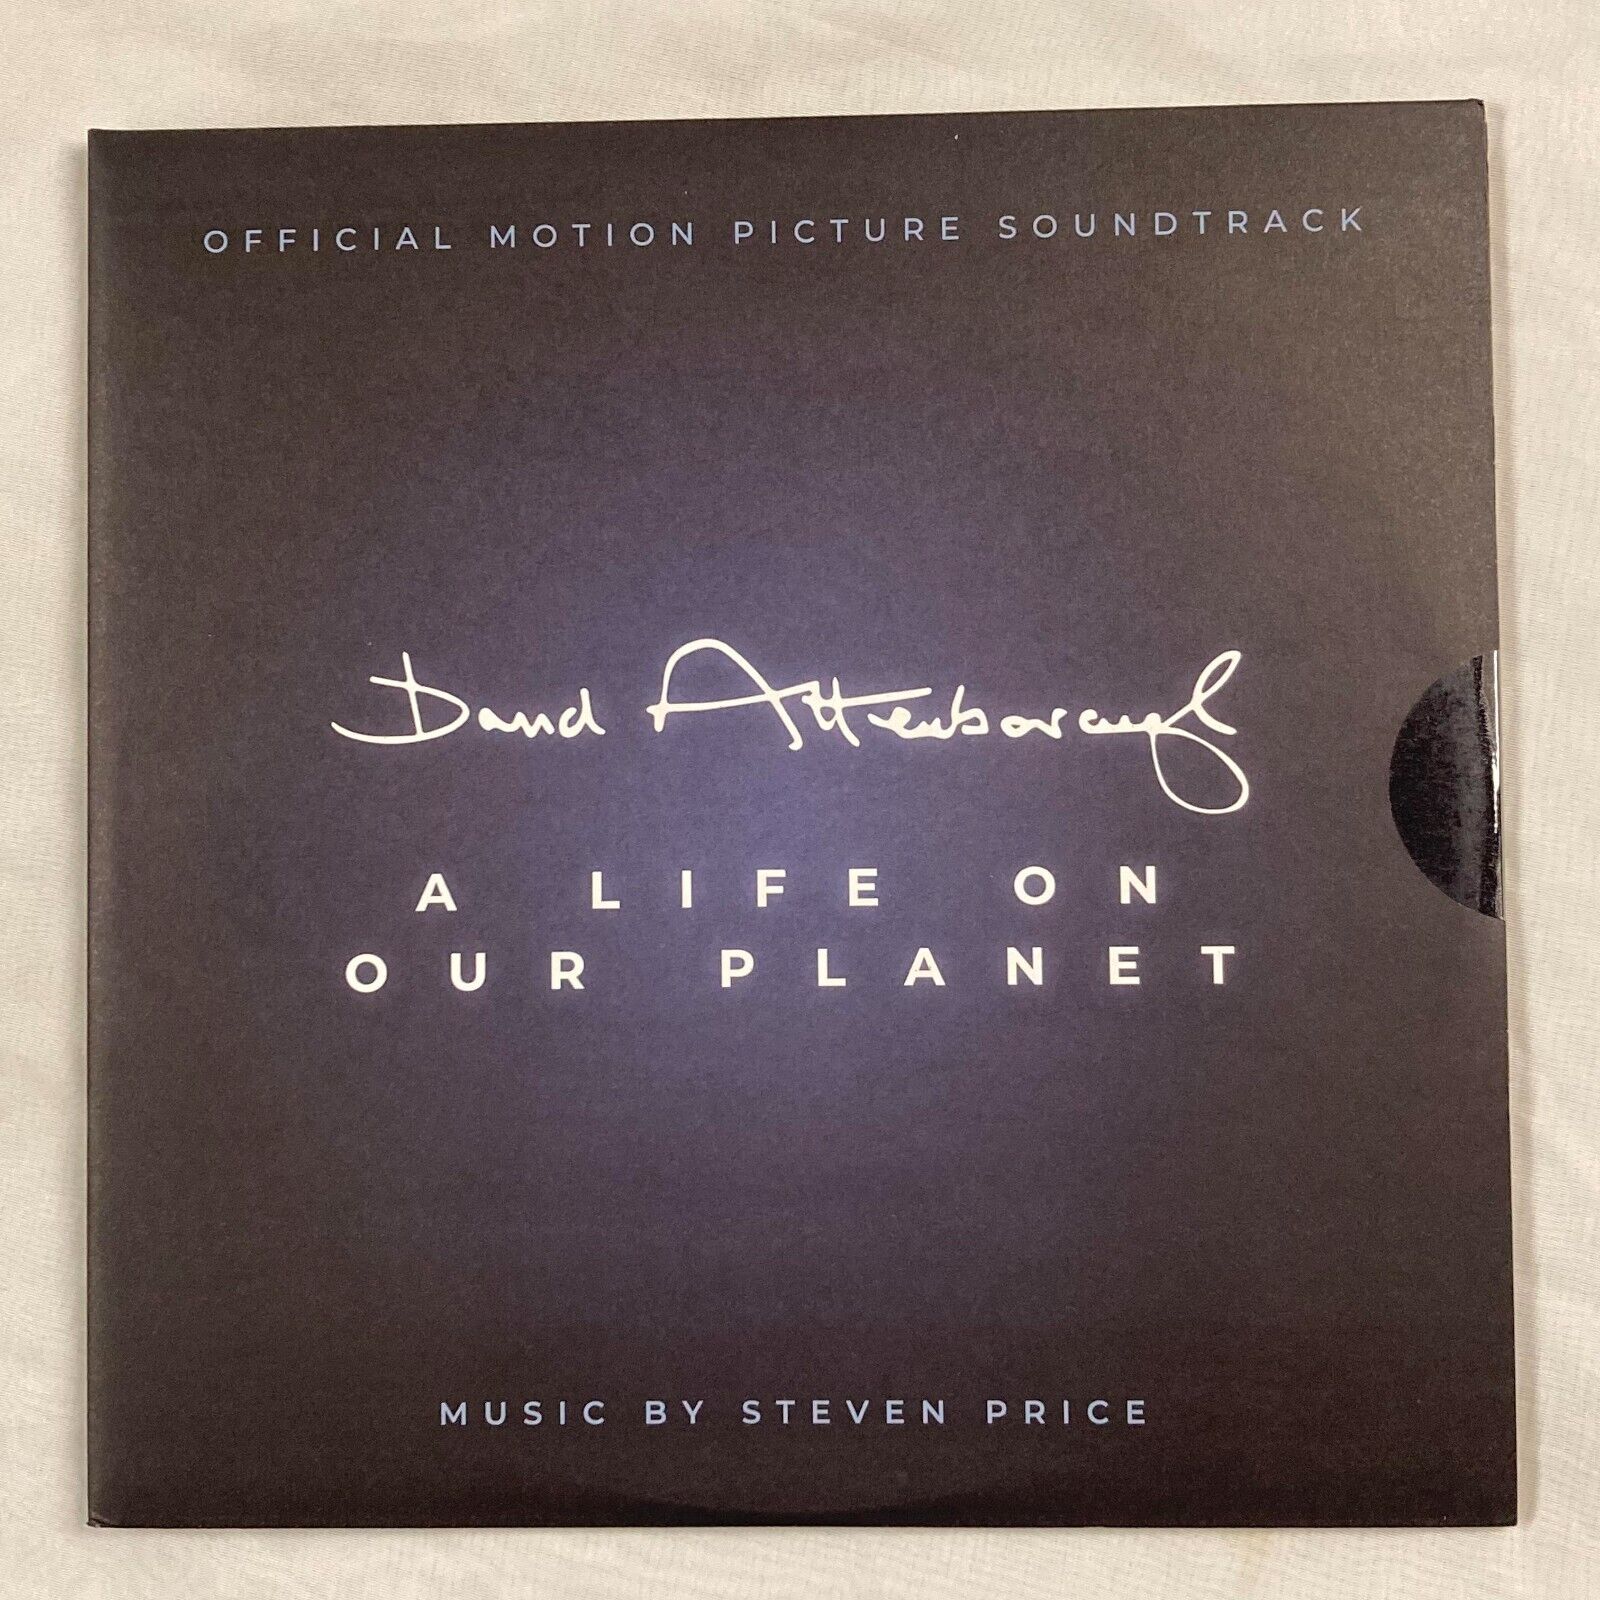 OFFICIAL MOTION PICTURE SOUNDTRACK
David Attenborough
A LIFE ON
OUR PLANET
MUSIC BY STEVEN PRICE